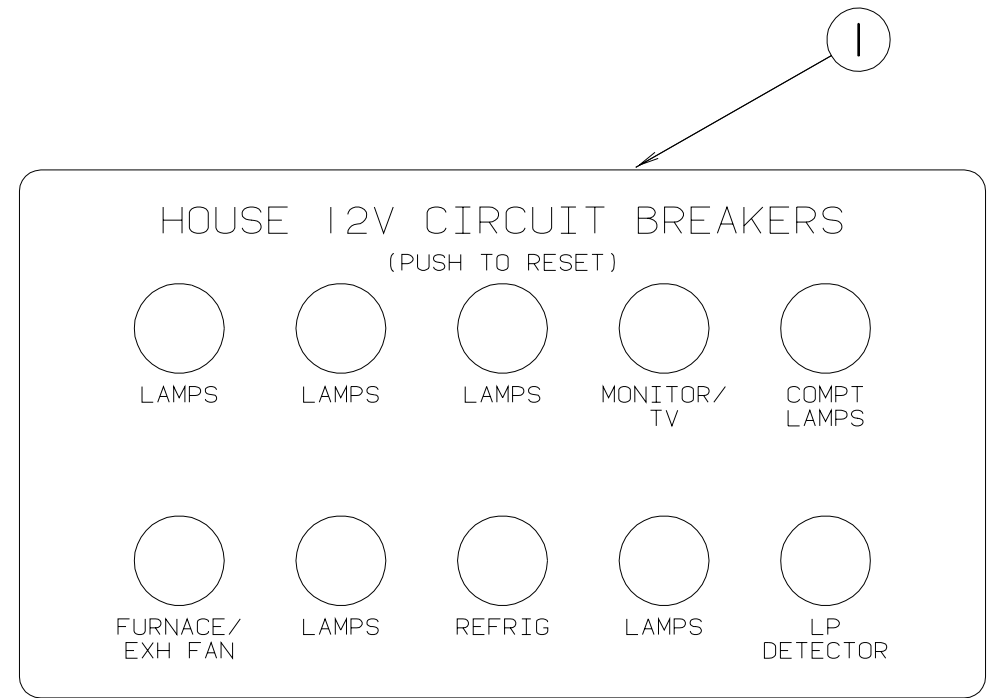 1
HOUSE 12V CIRCUIT BREAKERS
(PUSH TO RESET)
LAMPS LAMPS LAMPS MONITOR/ COMPT
TV LAMPS
FURNACE/ LAMPS REFRIG LAMPS LP
EXH FAN DETECTOR